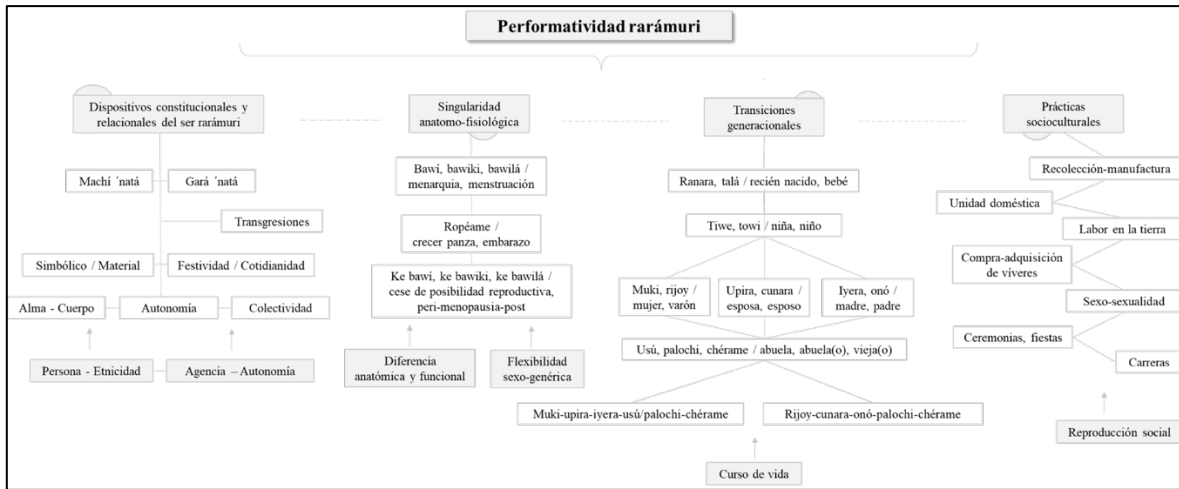 Performatividad rarámuri
Dispositivos constitucionales y
relacionales del ser rarámuri
Machí ´natá
Gará ´natá
Transgresiones
Simbólico / Material
Festividad / Cotidianidad
Alma - Cuerpo
Autonomía
Colectividad
Persona - Etnicidad
Agencia – Autonomía
Singularidad
anatomo-fisiológica
Bawí, bawiki, bawilá /
menarquia, menstruación
Ropéame /
crecer panza, embarazo
Ke bawí, ke bawiki, ke bawilá /
cese de posibilidad reproductiva,
peri-menopausia-post
Diferencia
anatómica y funcional
Flexibilidad
sexo-genérica
Transiciones
generacionales
Ranara, talá / recién nacido, bebé
Tiwe, towi / niña, niño
Muki, rijoy /
mujer, varón
Upira, cunara /
esposa, esposo
Iyera, onó /
madre, padre
Usú, palochi, chérame / abuela, abuela(o), vieja(o)
Muki-upira-iyera-usú/palochi-chérame
Rijoy-cunara-onó-palochi-chérame
Curso de vida
Prácticas
socioculturales
Recolección-manufactura
Unidad doméstica
Labor en la tierra
Compra-adquisición
de víveres
Sexo-sexualidad
Ceremonias, fiestas
Carreras
Reproducción social